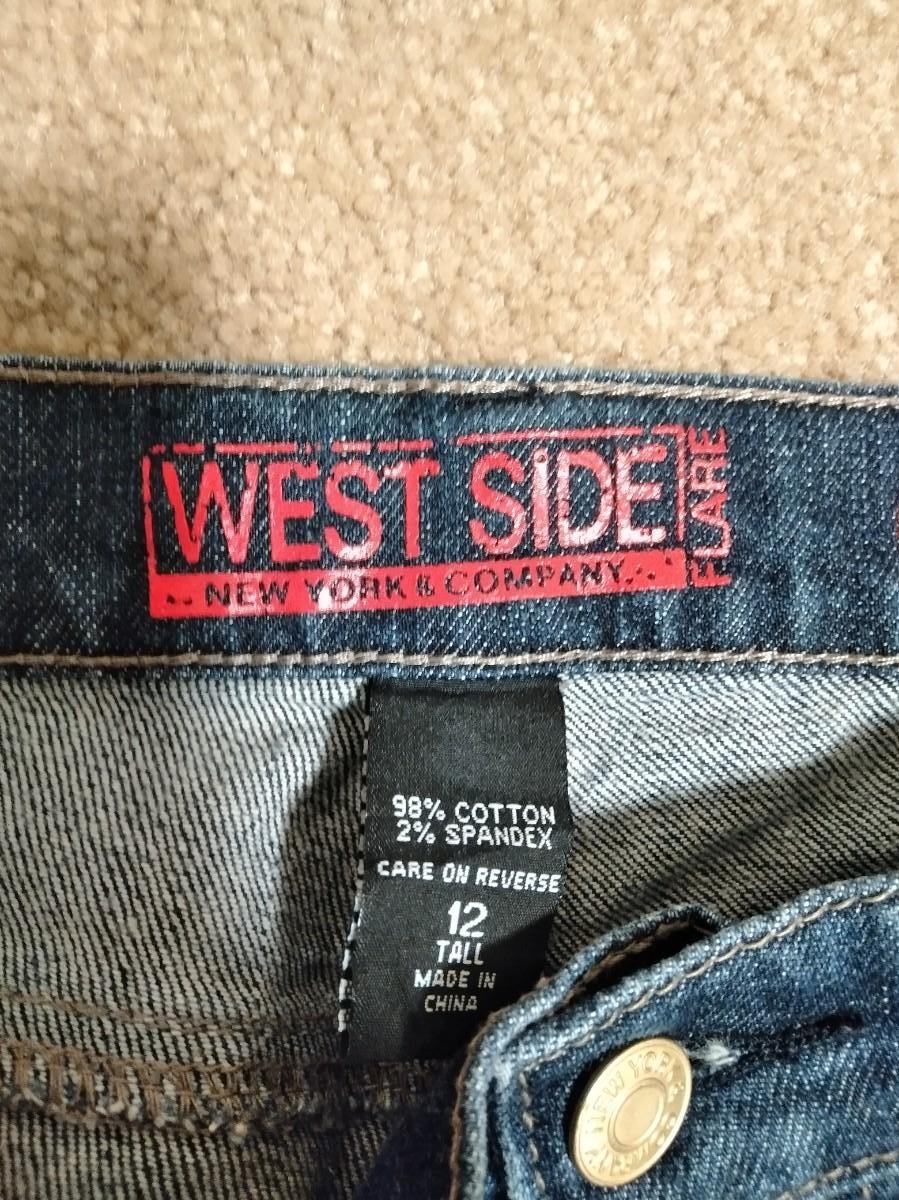 WEST SIDE
FLARE
NEW YORK & COMPANY
98% COTTON
2% SPANDEX
CARE ON REVERSE
12
TALL
MADE IN
CHINA
NEW YORK & COMPANY